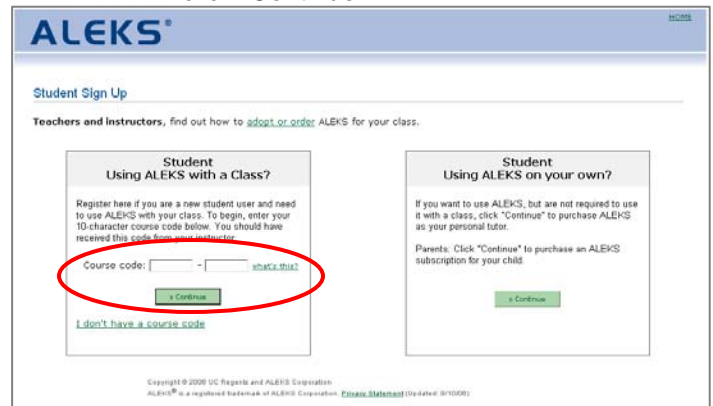 ALEKS®
HOME
Student Sign Up
Teachers and instructors, find out how to adopt or order ALEKS for your class.
Student
Using ALEKS with a Class?
Register here if you are a new student user and need
to use ALEKS with your class. To begin, enter your
10-character course code below. You should have
received this code from your instructor.
Course code: - what's this?
» Continue
I don't have a course code
Student
Using ALEKS on your own?
If you want to use ALEKS, but are not required to use
it with a class, click "Continue" to purchase ALEKS
as your personal tutor.
Parents: Click "Continue" to purchase an ALEKS
subscription for your child.
» Continue
Copyright © 2008 UC Regents and ALEKS Corporation
ALEKS® is a registered trademark of ALEKS Corporation. Privacy Statement (Updated: 9/10/08)